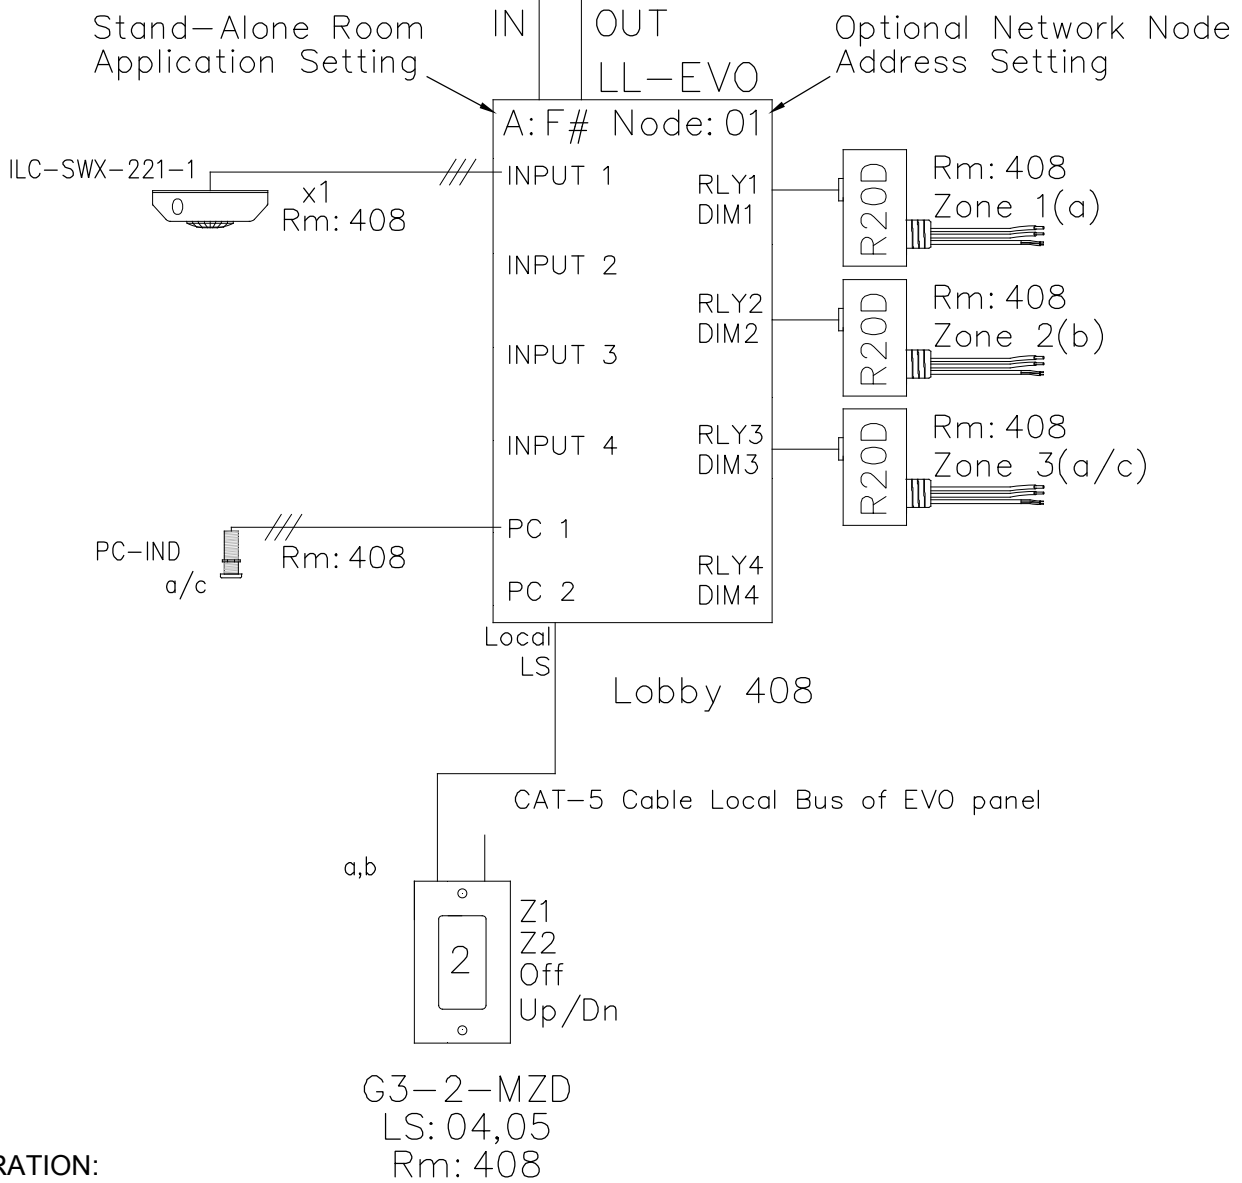 Stand-Alone Room
Application Setting
IN
OUT
Optional Network Node
Address Setting
LL-EVO
A: F# Node: 01
ILC-SWX-221-1
0
x1
Rm: 408
INPUT 1
INPUT 2
INPUT 3
INPUT 4
PC 1
PC 2
RLY1
DIM1
RLY2
DIM2
RLY3
DIM3
RLY4
DIM4
R20D
Rm: 408
Zone 1(a)
R20D
Rm: 408
Zone 2(b)
R20D
Rm: 408
Zone 3(a/c)
PC-IND
a/c
Rm: 408
Local
LS
Lobby 408
CAT-5 Cable Local Bus of EVO panel
a,b
2
Z1
Z2
Off
Up/Dn
G3-2-MZD
LS: 04,05
Rm: 408
RATION: